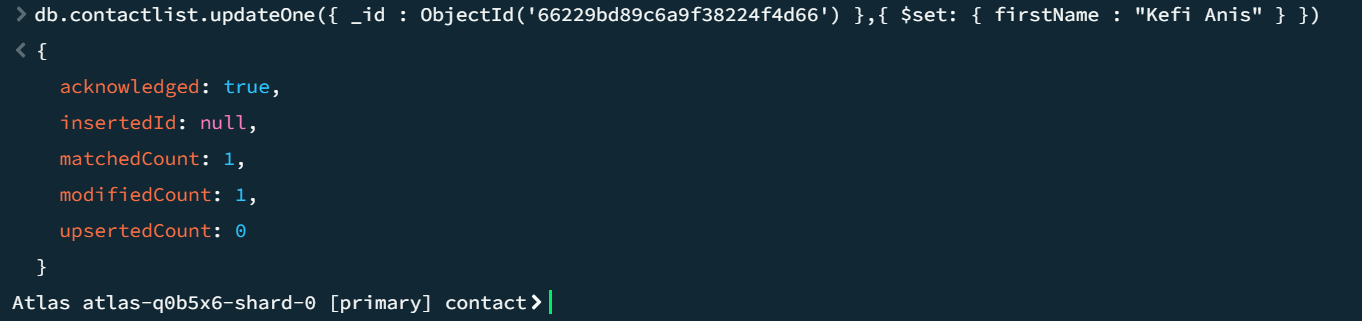 > db.contactlist.updateOne({ _id : ObjectId('66229bd89c6a9f38224f4d66') },{ $set: { firstName : "Kefi Anis" } })
< {
acknowledged: true,
insertedId: null,
matchedCount: 1,
modifiedCount: 1,
upsertedCount: 0
}
Atlas atlas-q0b5x6-shard-0 [primary] contact>